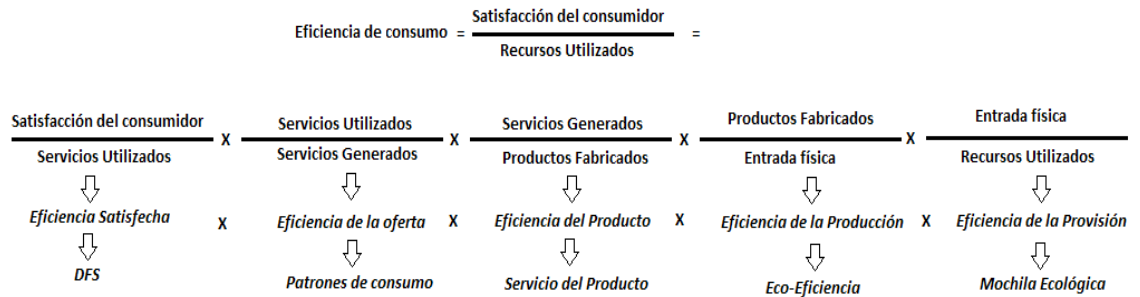 Satisfacción del consumidor
Eficiencia de consumo = =
Recursos Utilizados
Satisfacción del consumidor X Servicios Utilizados X Servicios Generados X Productos Fabricados X Entrada física
Servicios Utilizados Servicios Generados Productos Fabricados Entrada física Recursos Utilizados
Eficiencia Satisfecha X Eficiencia de la oferta X Eficiencia del Producto X Eficiencia de la Producción X Eficiencia de la Provisión
DFS Patrones de consumo Servicio del Producto Eco-Eficiencia Mochila Ecológica